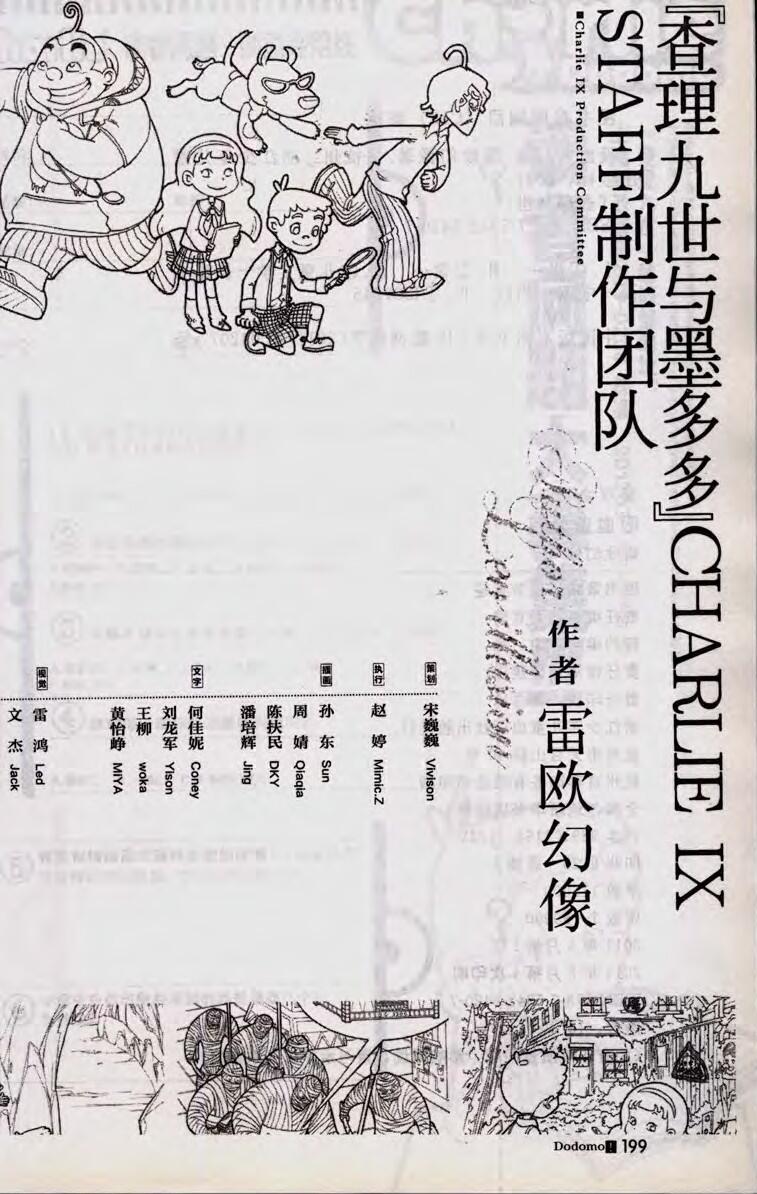 『查理九世与墨多多』CHARLIE IX
STAFF制作团队
■Charlie IX Production Committee
Author
作者 雷欧幻像
策划
宋巍巍 Vivison
执行
赵 婷 Mimic.Z
插画
孙 东 Sun
周 婧 Qiaqia
陈扶民 DKY
潘培辉 Jing
文字
何佳妮 Coney
刘龙军 Yison
王柳 woka
黄怡峥 MIYA
视觉
雷 鸿 Led
文 杰 Jack
Dodomo! 199